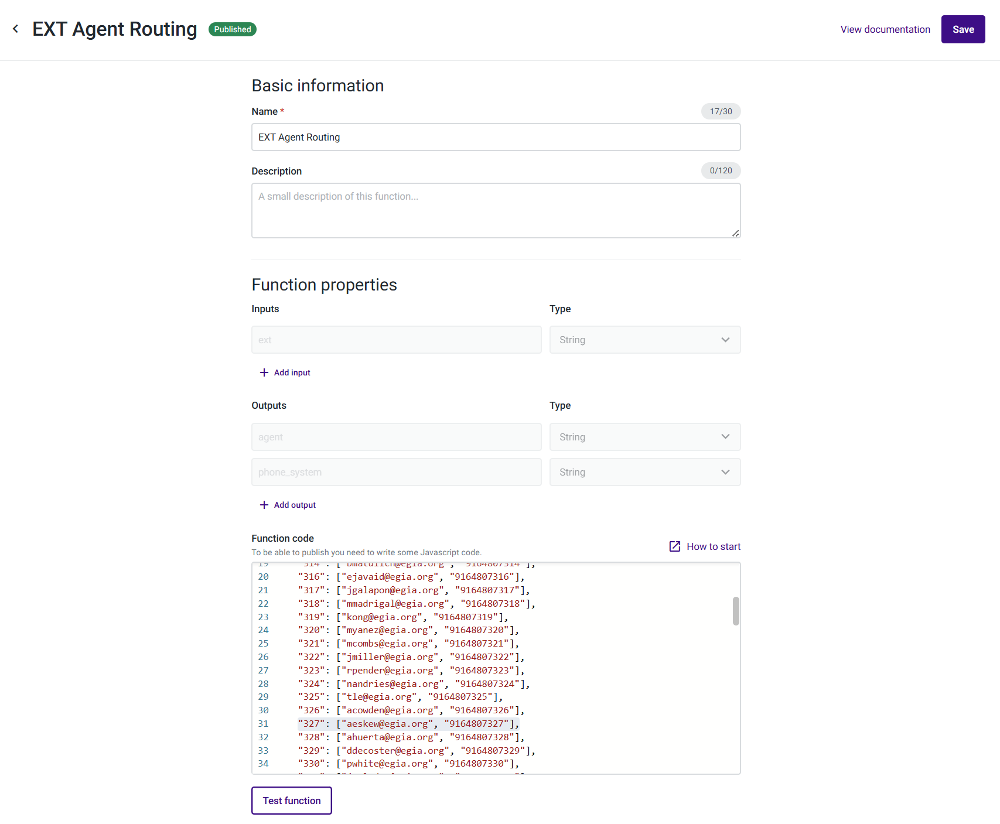 EXT Agent Routing
Published
View documentation
Save
Basic information
Name *
17/30
EXT Agent Routing
Description
0/120
A small description of this function...
Function properties
Inputs
Type
ext
String
Add input
Outputs
Type
agent
String
phone_system
String
Add output
Function code
To be able to publish you need to write some Javascript code.
How to start
19 "314": ["bmatulich@egia.org", "9164807314"],
20 "316": ["ejavaid@egia.org", "9164807316"],
21 "317": ["jgalapon@egia.org", "9164807317"],
22 "318": ["mmadrigal@egia.org", "9164807318"],
23 "319": ["kong@egia.org", "9164807319"],
24 "320": ["myanez@egia.org", "9164807320"],
25 "321": ["mcombs@egia.org", "9164807321"],
26 "322": ["jmiller@egia.org", "9164807322"],
27 "323": ["rpender@egia.org", "9164807323"],
28 "324": ["nandries@egia.org", "9164807324"],
29 "325": ["tle@egia.org", "9164807325"],
30 "326": ["acowden@egia.org", "9164807326"],
31 "327": ["aeskew@egia.org", "9164807327"],
32 "328": ["ahuerta@egia.org", "9164807328"],
33 "329": ["ddecoster@egia.org", "9164807329"],
34 "330": ["pwhite@egia.org", "9164807330"],
Test function